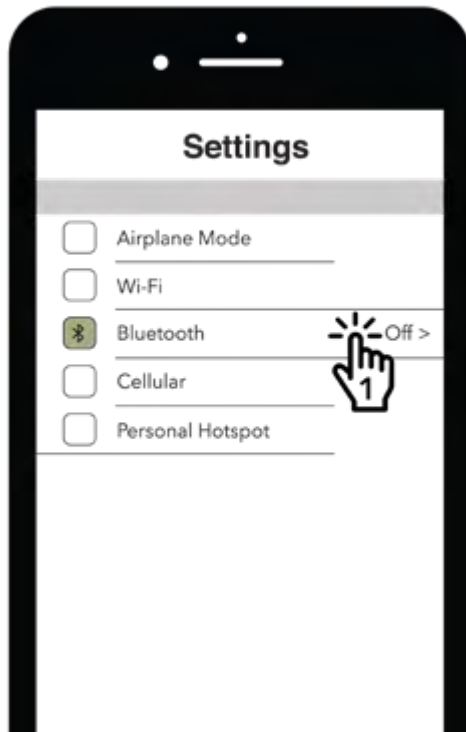 Settings
Airplane Mode
Wi-Fi
Bluetooth Off >
1
Cellular
Personal Hotspot